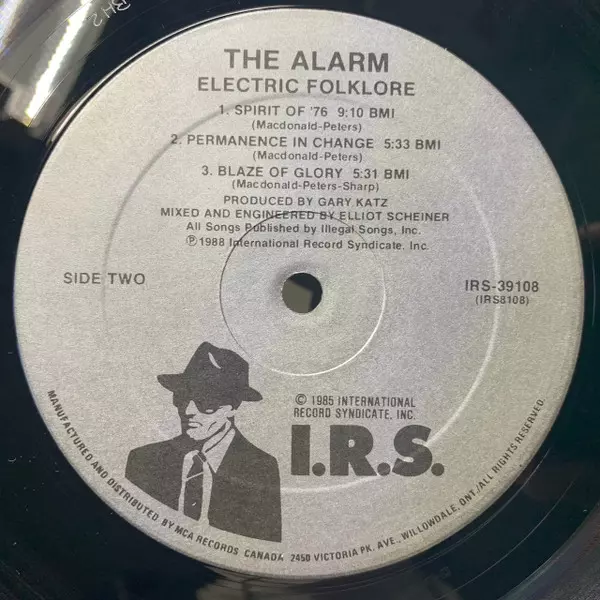 BH2
THE ALARM
ELECTRIC FOLKLORE
1. SPIRIT OF '76 9:10 BMI
(Macdonald-Peters)
2. PERMANENCE IN CHANGE 5:33 BMI
(Macdonald-Peters)
3. BLAZE OF GLORY 5:31 BMI
(Macdonald-Peters-Sharp)
PRODUCED BY GARY KATZ
MIXED AND ENGINEERED BY ELLIOT SCHEINER
All Songs Published by Illegal Songs, Inc.
℗ 1988 International Record Syndicate, Inc.
SIDE TWO
IRS-39108
(IRS8108)
© 1985 INTERNATIONAL
RECORD SYNDICATE, INC.
I.R.S.
MANUFACTURED AND DISTRIBUTED BY MCA RECORDS CANADA 2450 VICTORIA PK. AVE., WILLOWDALE, ONT./ALL RIGHTS RESERVED.